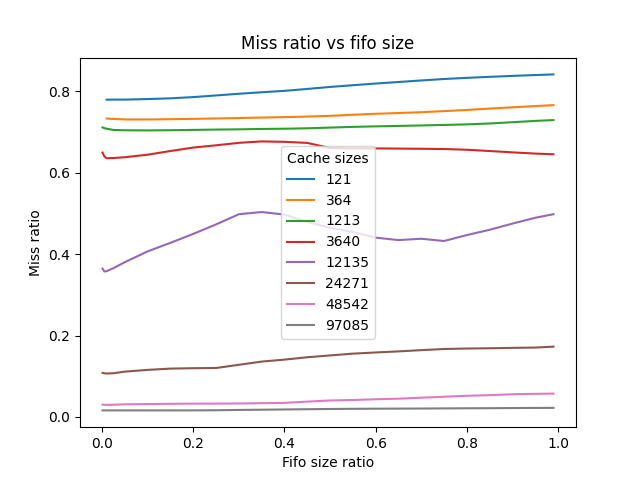 Miss ratio vs fifo size
Miss ratio
0.8
0.6
0.4
0.2
0.0
Cache sizes
121
364
1213
3640
12135
24271
48542
97085
0.0 0.2 0.4 0.6 0.8 1.0
Fifo size ratio